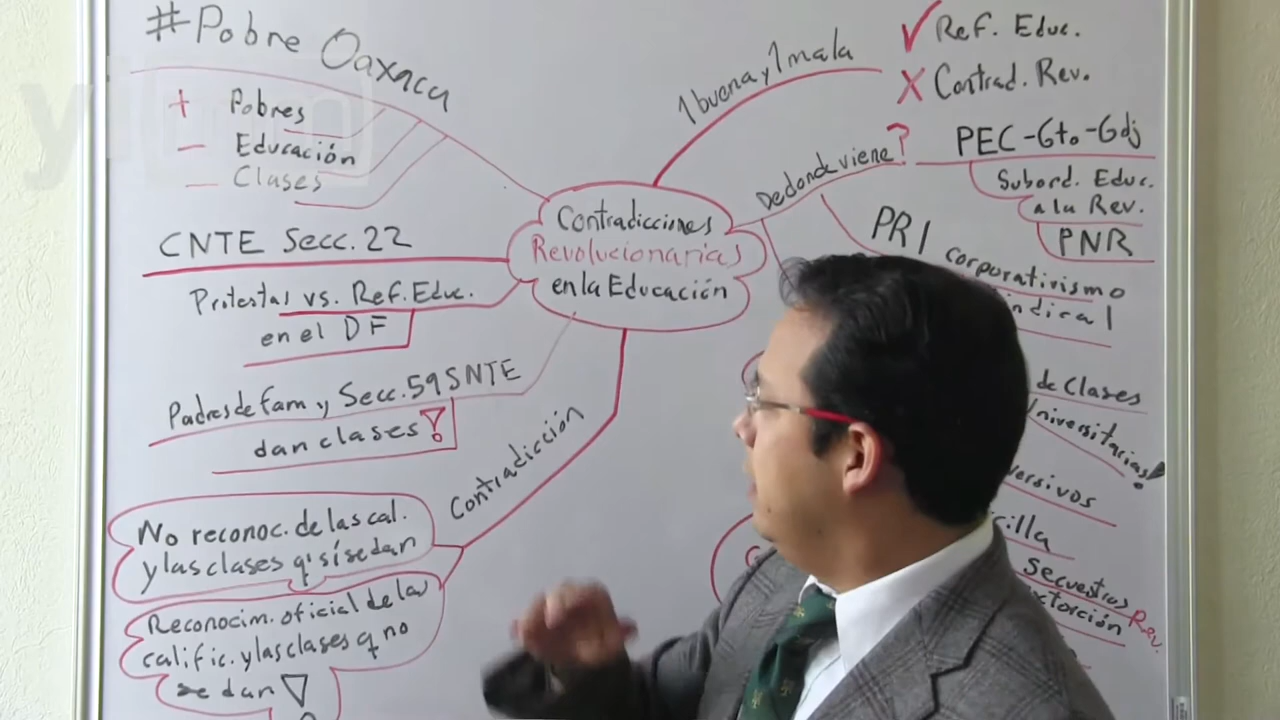 #Pobre Oaxaca
+ Pobres
- Educación
- Clases
CNTE Secc. 22
Protestas vs. Ref. Educ.
en el DF
Padres de fam y Secc. 59 SNTE
dan clases
Contradicción
No reconoc. de las cal.
y las clases q' sí se dan
Reconocim. oficial de las
calific. y las clases q no
se dan
Contradicciones
Revolucionarias
en la Educación
1 buena y 1 mala
✓ Ref. Educ.
X Contrad. Rev.
De donde viene?
PEC-Gto-Gdj
Subord. Educ.
a la Rev.
PNR
PRI corporativismo
de Clases
secuestros
Rev.